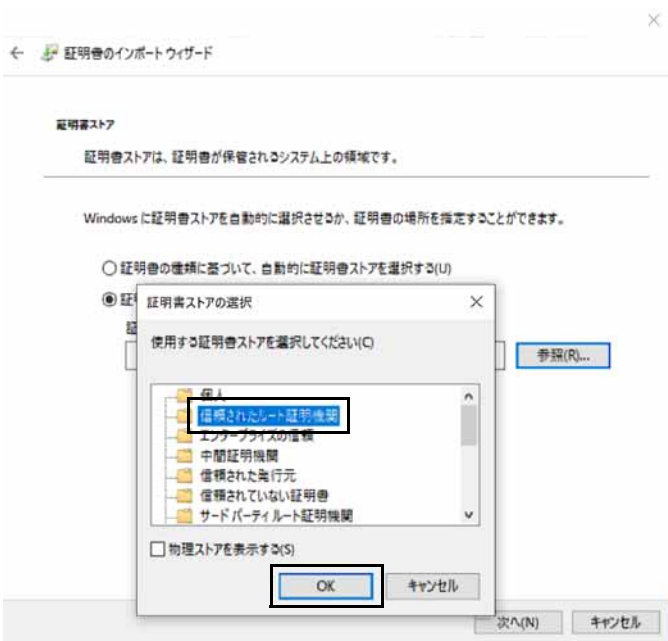 証明書のインポート ウィザード
証明書ストア
証明書ストアは、証明書が保管されるシステム上の領域です。
Windows に証明書ストアを自動的に選択させるか、証明書の場所を指定することができます。
証明書の種類に基づいて、自動的に証明書ストアを選択する(U)
証
証
参照(R)...
証明書ストアの選択
使用する証明書ストアを選択してください(C)
個人
信頼されたルート証明機関
エンタープライズの信頼
中間証明機関
信頼された発行元
信頼されていない証明書
サード パーティ ルート証明機関
物理ストアを表示する(S)
OK キャンセル
次へ(N) キャンセル